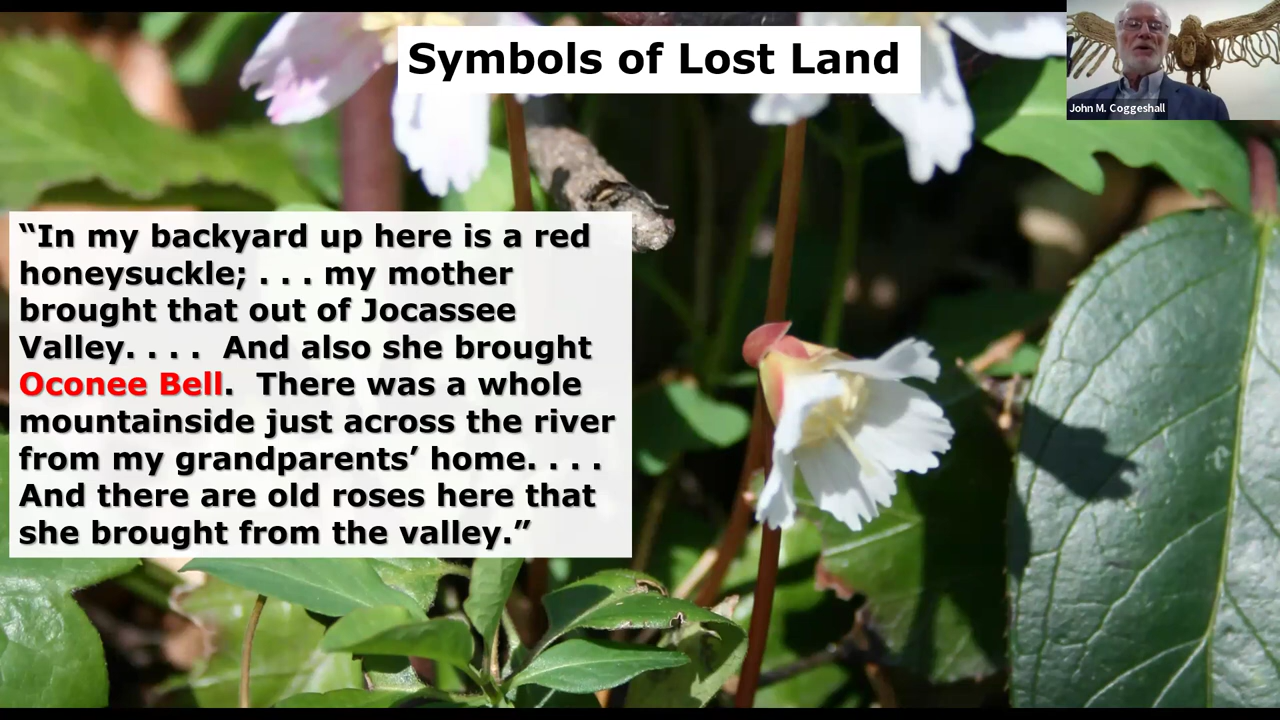 Symbols of Lost Land
John M. Coggeshall
“In my backyard up here is a red
honeysuckle; . . . my mother
brought that out of Jocassee
Valley. . . .  And also she brought
Oconee Bell.  There was a whole
mountainside just across the river
from my grandparents’ home. . . .
And there are old roses here that
she brought from the valley.”